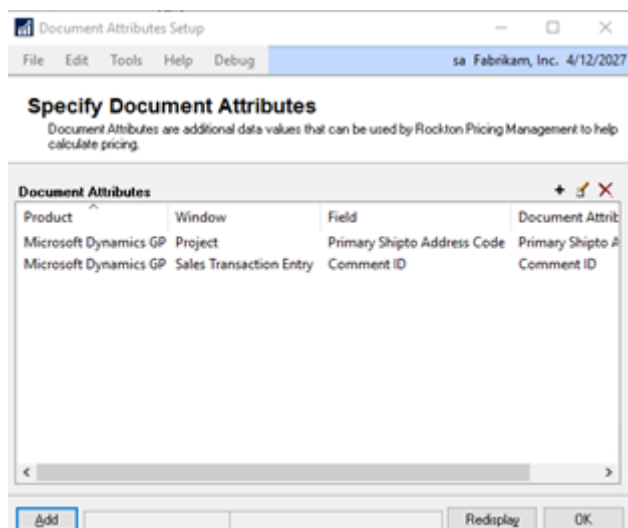 Document Attributes Setup
File Edit Tools Help Debug sa Fabrikam, Inc. 4/12/2027
Specify Document Attributes
Document Attributes are additional data values that can be used by Rockton Pricing Management to help
calculate pricing.
Document Attributes
Product Window Field Document Attrib
Microsoft Dynamics GP Project Primary Shipto Address Code Primary Shipto A
Microsoft Dynamics GP Sales Transaction Entry Comment ID Comment ID
Add Redisplay OK